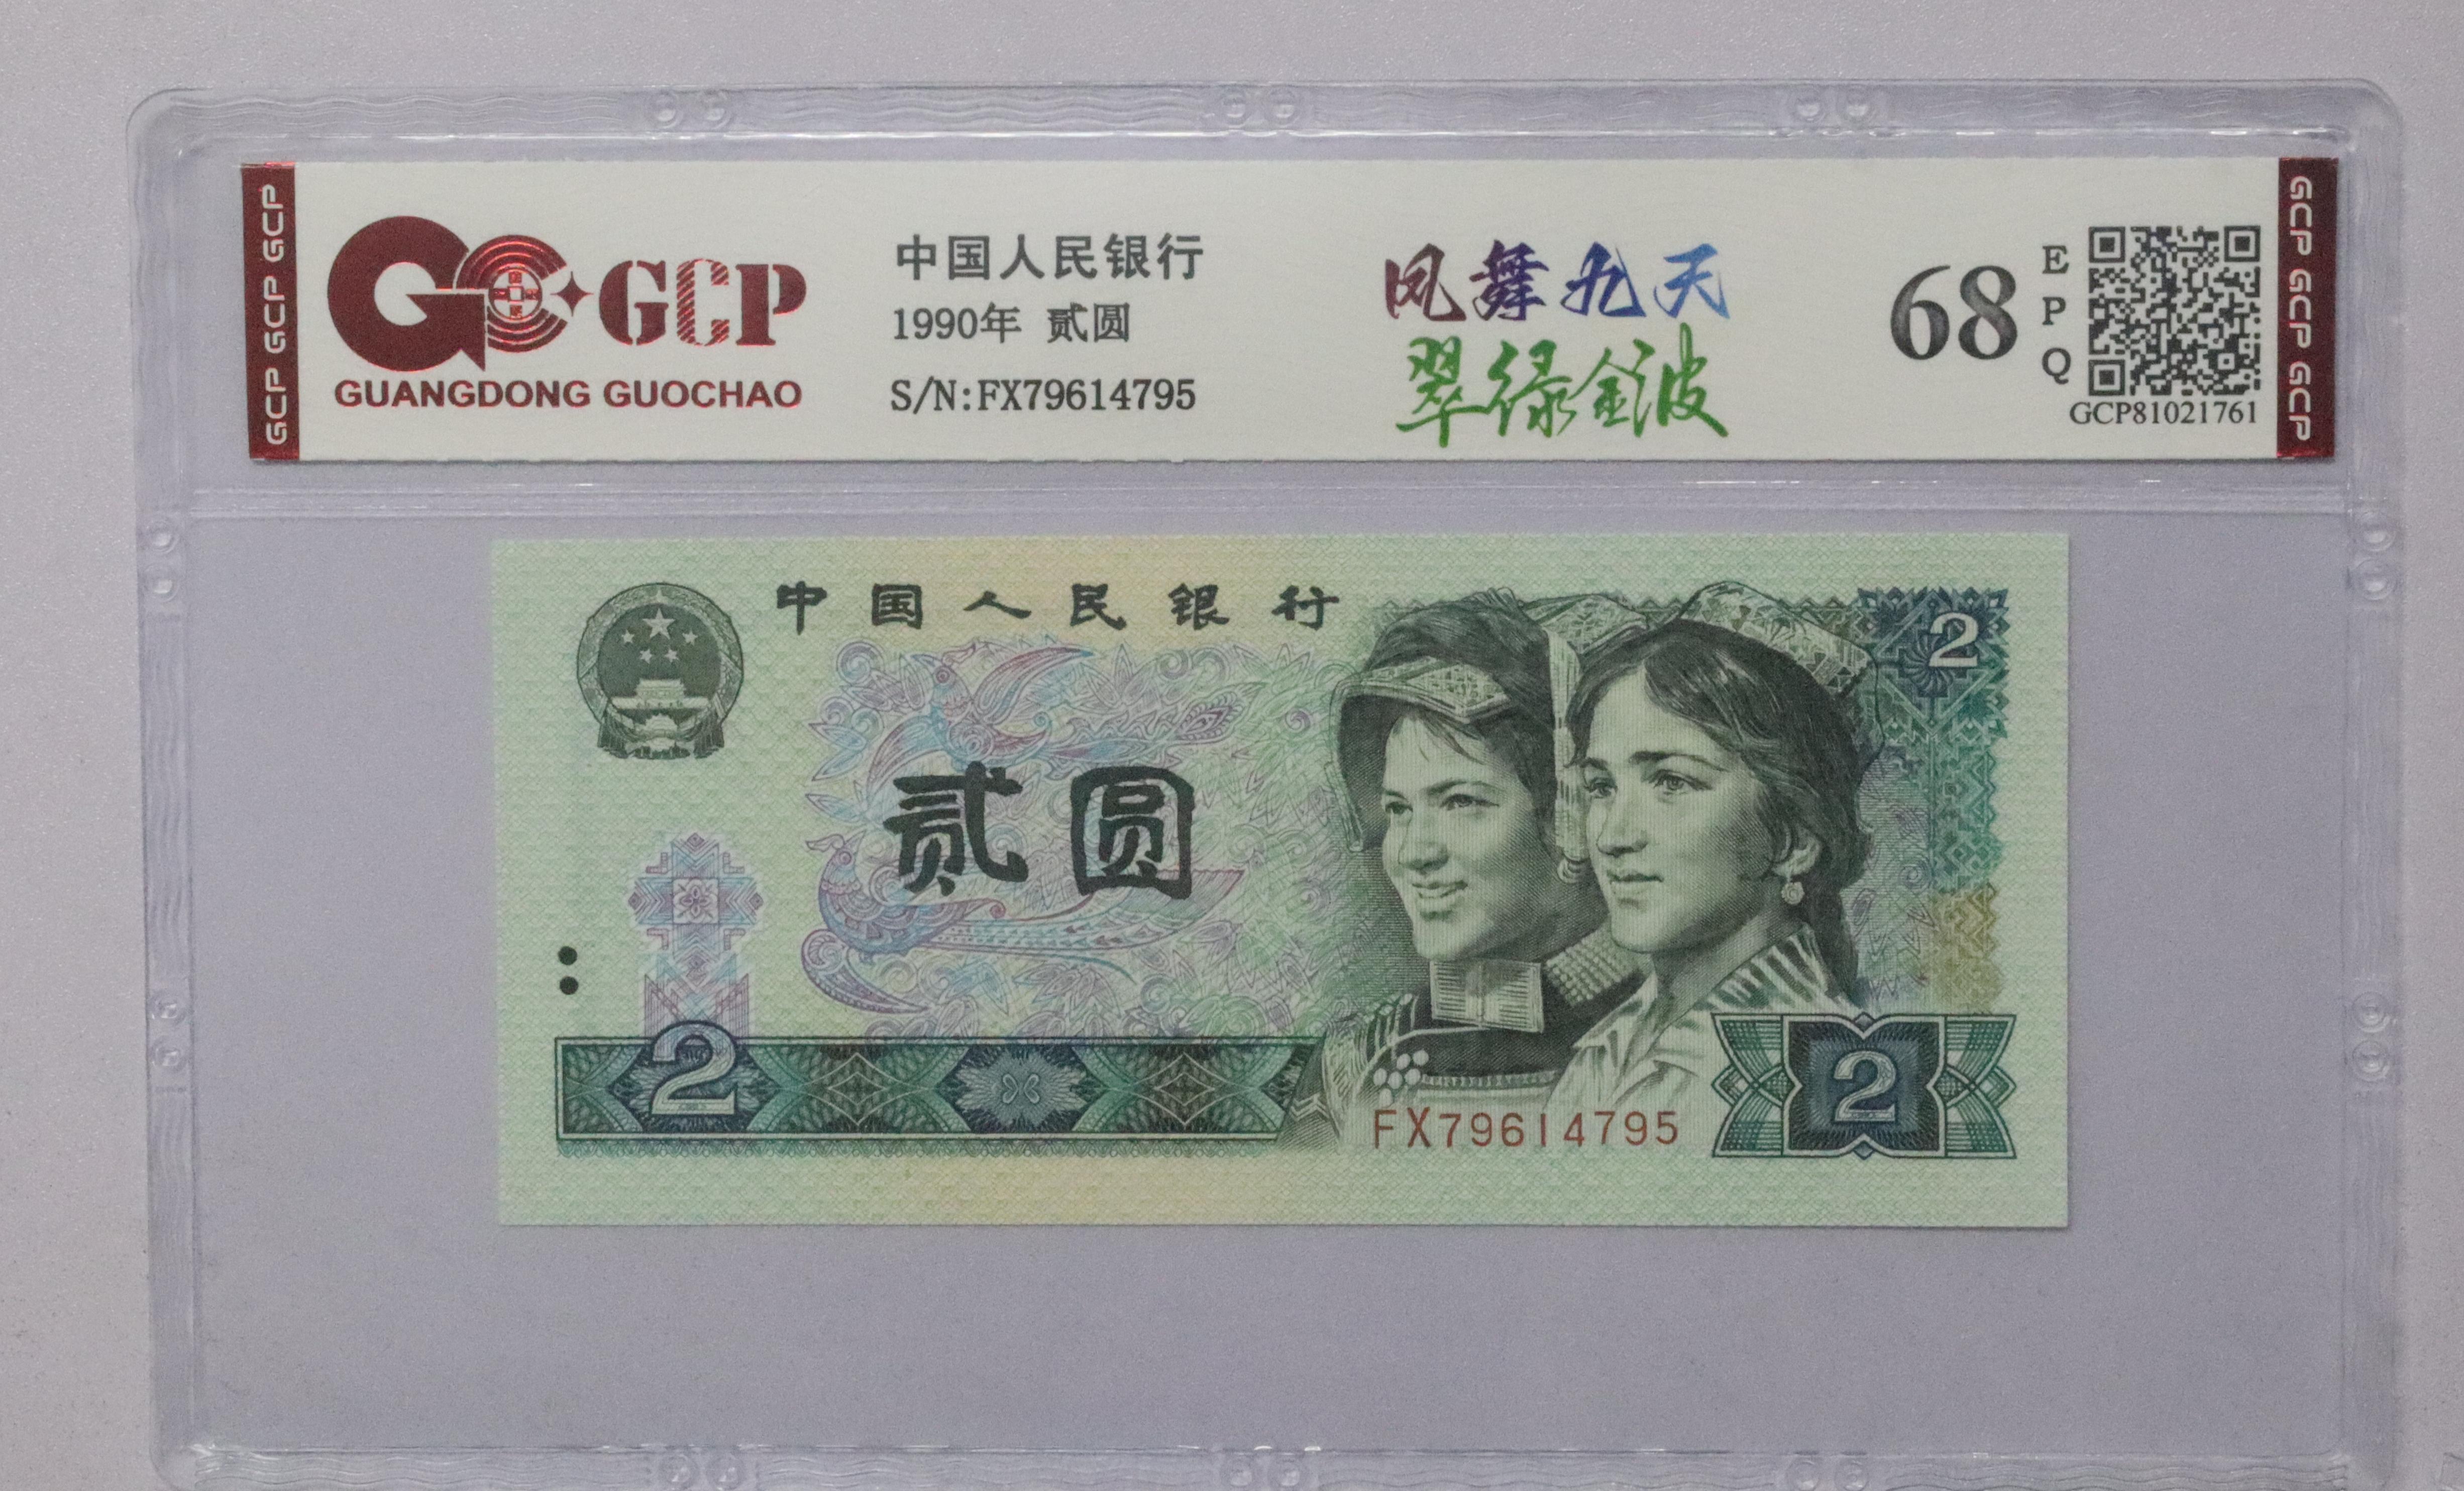 GCP GCP GCP
GCP
GUANGDONG GUOCHAO
中国人民银行
1990年 贰圆
S/N:FX79614795
凤舞九天
翠绿金波
68
EPQ
GCP81021761
GCP GCP GCP
中国人民银行
2
贰圆
2
FX79614795
2